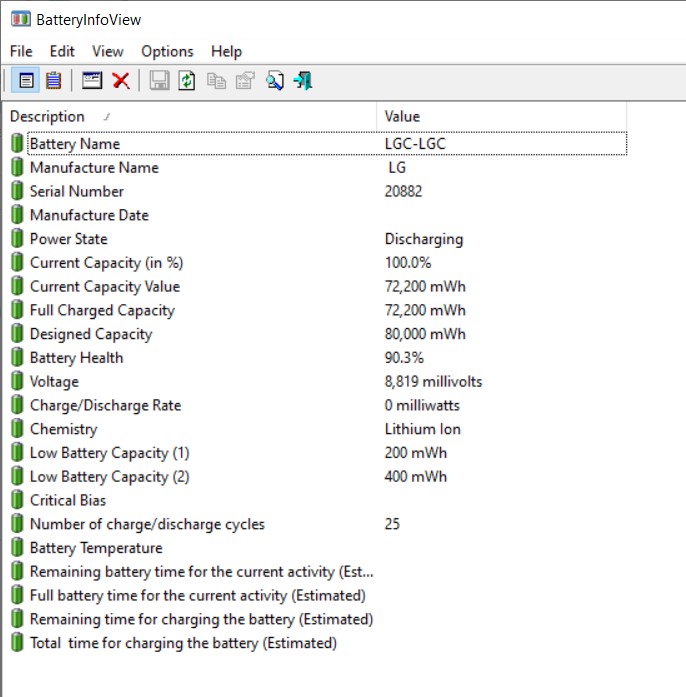 BatteryInfoView
File Edit View Options Help
Description Value
Battery Name LGC-LGC
Manufacture Name LG
Serial Number 20882
Manufacture Date
Power State Discharging
Current Capacity (in %) 100.0%
Current Capacity Value 72,200 mWh
Full Charged Capacity 72,200 mWh
Designed Capacity 80,000 mWh
Battery Health 90.3%
Voltage 8,819 millivolts
Charge/Discharge Rate 0 milliwatts
Chemistry Lithium Ion
Low Battery Capacity (1) 200 mWh
Low Battery Capacity (2) 400 mWh
Critical Bias
Number of charge/discharge cycles 25
Battery Temperature
Remaining battery time for the current activity (Est...
Full battery time for the current activity (Estimated)
Remaining time for charging the battery (Estimated)
Total  time for charging the battery (Estimated)